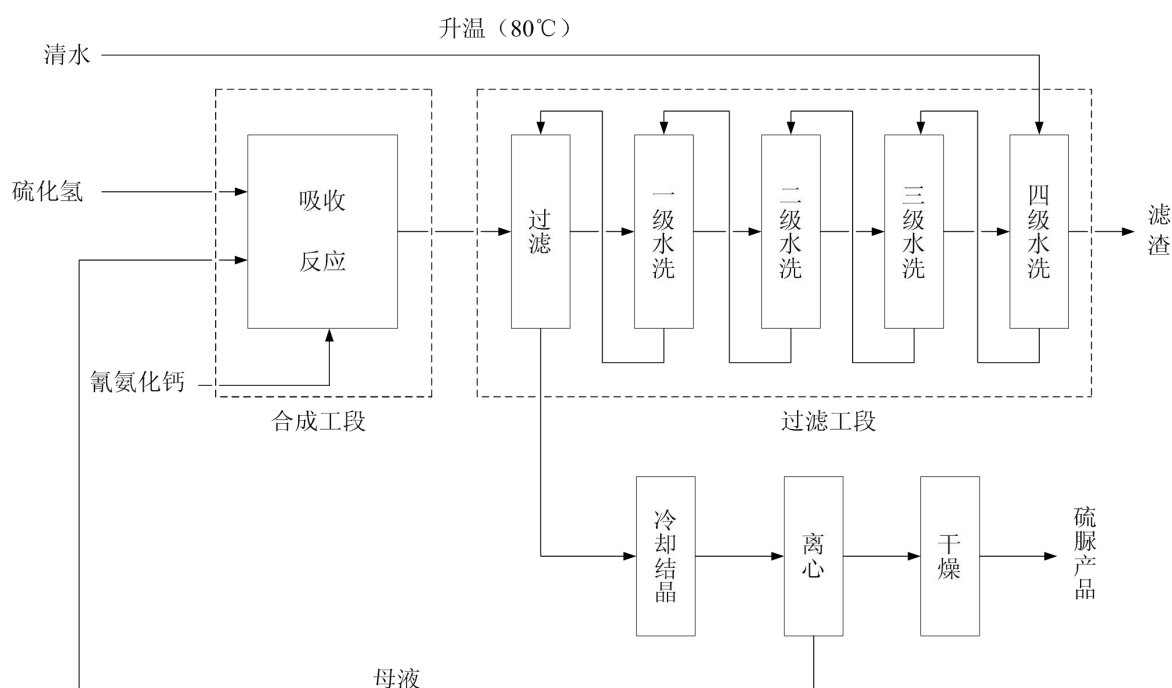 升温（80℃）
清水
硫化氢
吸收
反应
过滤
一级水洗
二级水洗
三级水洗
四级水洗
滤渣
氰氨化钙
合成工段
过滤工段
冷却结晶
离心
干燥
硫脲产品
母液